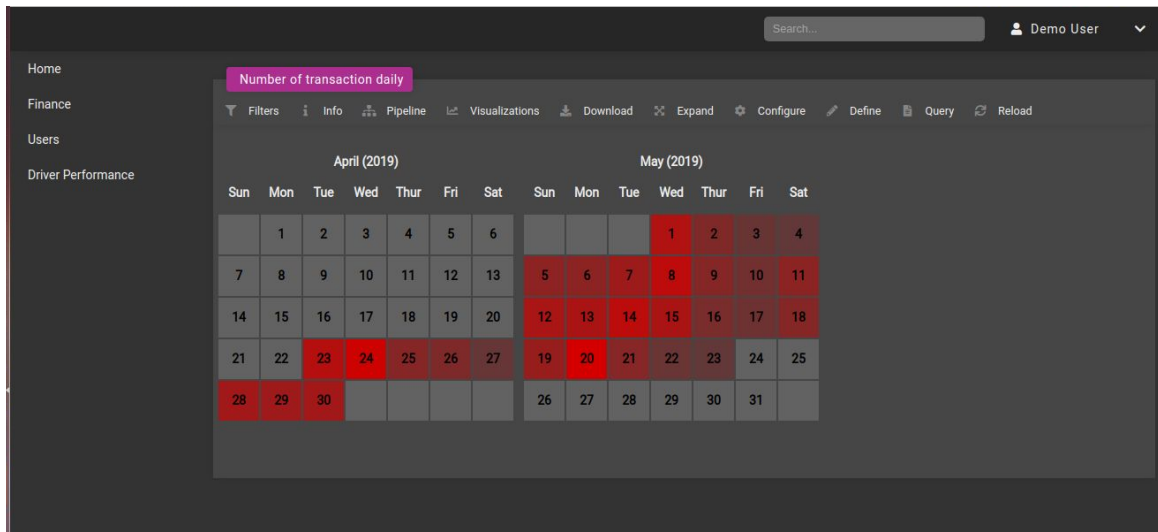 Search...
Demo User
Home
Finance
Users
Driver Performance
Number of transaction daily
Filters Info Pipeline Visualizations Download Expand Configure Define Query Reload
April (2019)
Sun Mon Tue Wed Thur Fri Sat
1 2 3 4 5 6
7 8 9 10 11 12 13
14 15 16 17 18 19 20
21 22 23 24 25 26 27
28 29 30
May (2019)
Sun Mon Tue Wed Thur Fri Sat
1 2 3 4
5 6 7 8 9 10 11
12 13 14 15 16 17 18
19 20 21 22 23 24 25
26 27 28 29 30 31